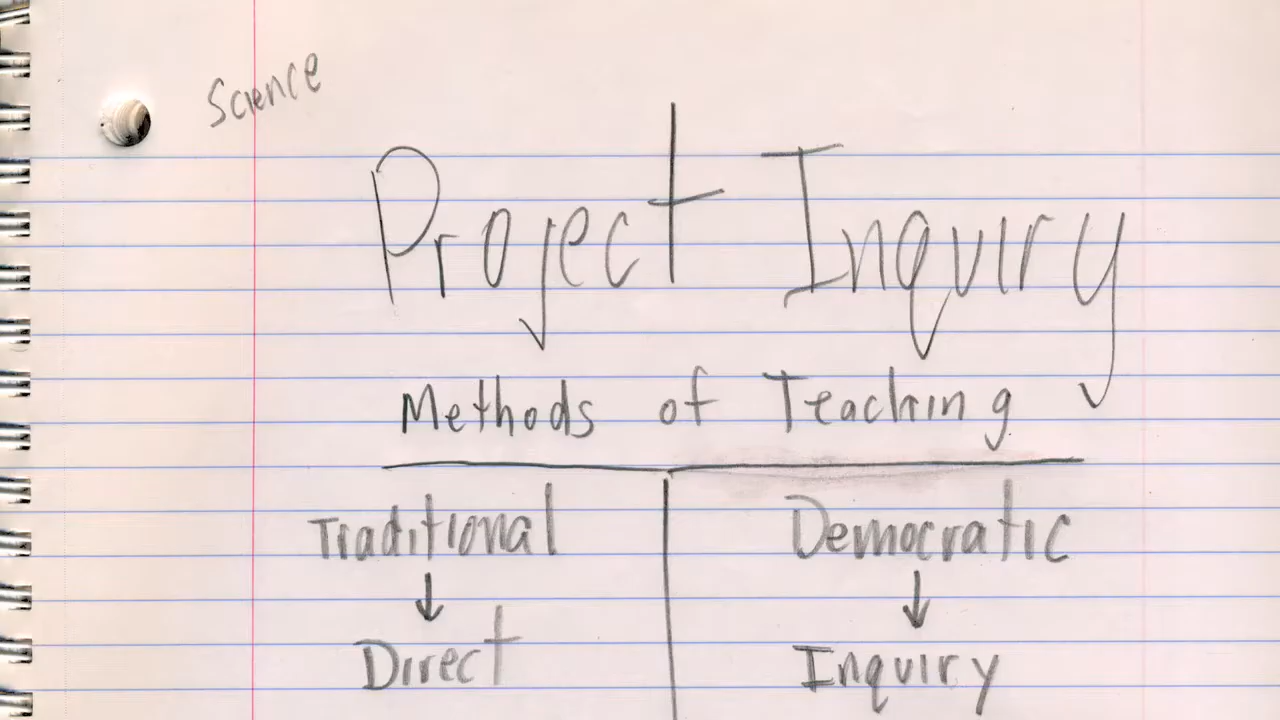 Science
Project Inquiry
Methods of Teaching
Traditional Democratic
↓ ↓
Direct Inquiry